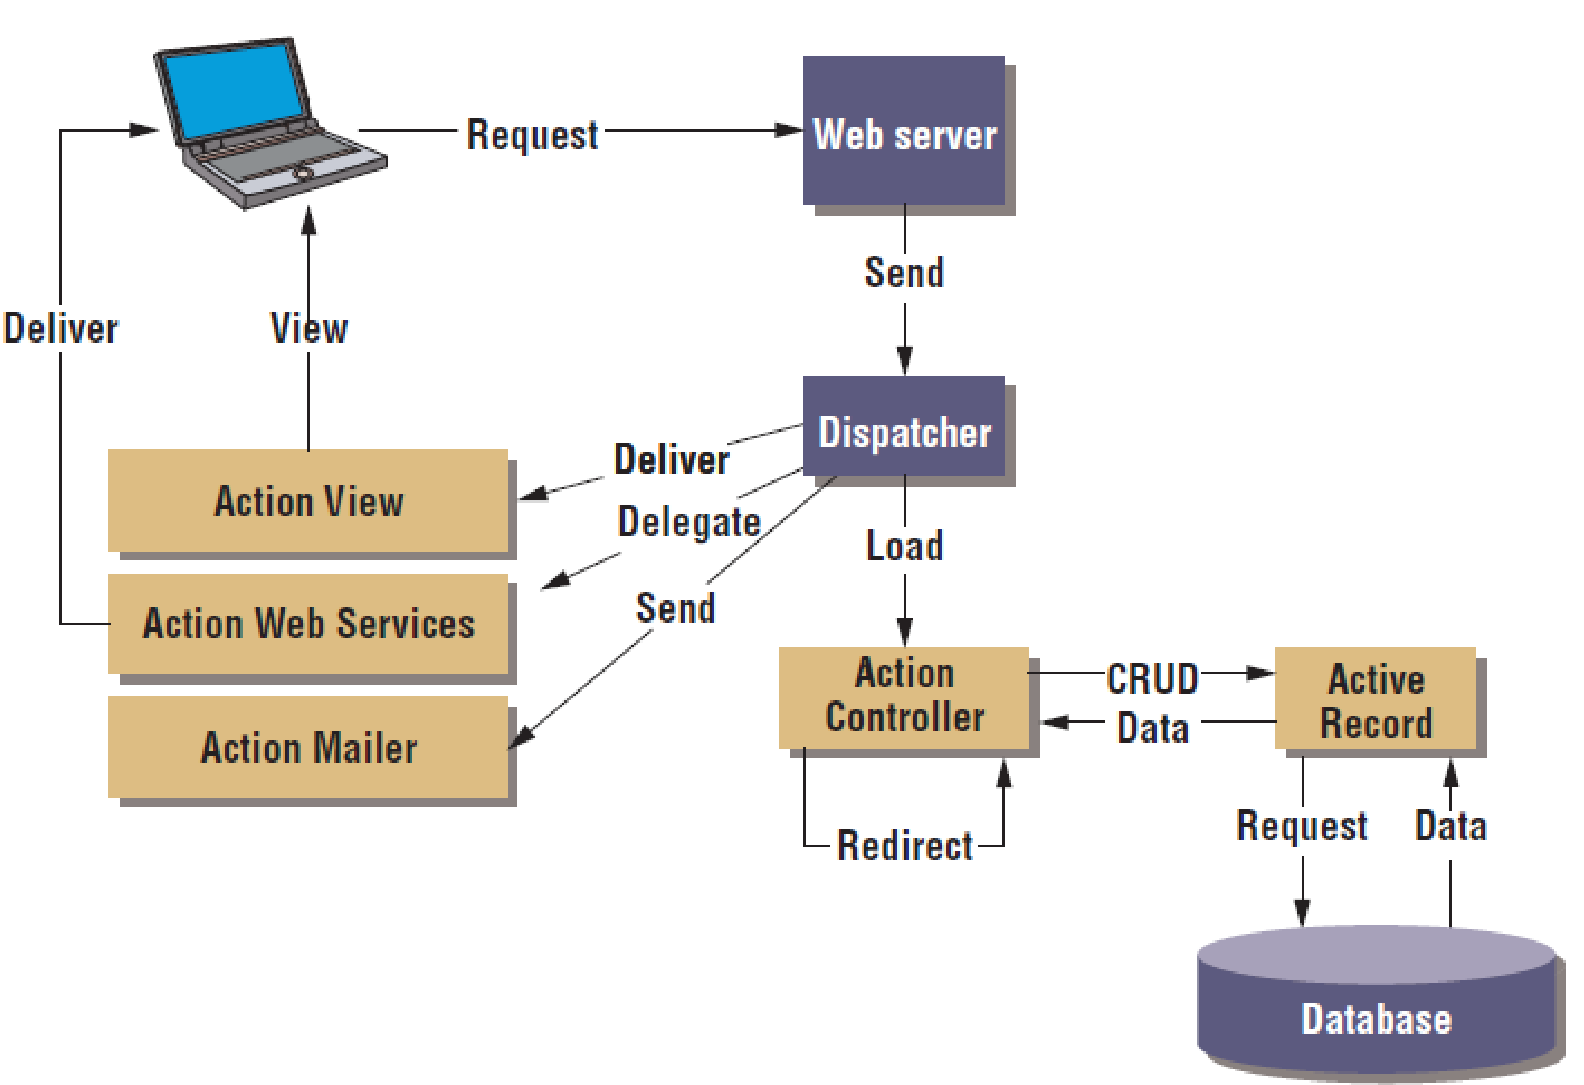 Request
Web server
Send
Deliver
View
Dispatcher
Deliver
Action View
Delegate
Load
Send
Action Web Services
Action
Controller
CRUD
Data
Active
Record
Action Mailer
Redirect
Request
Data
Database